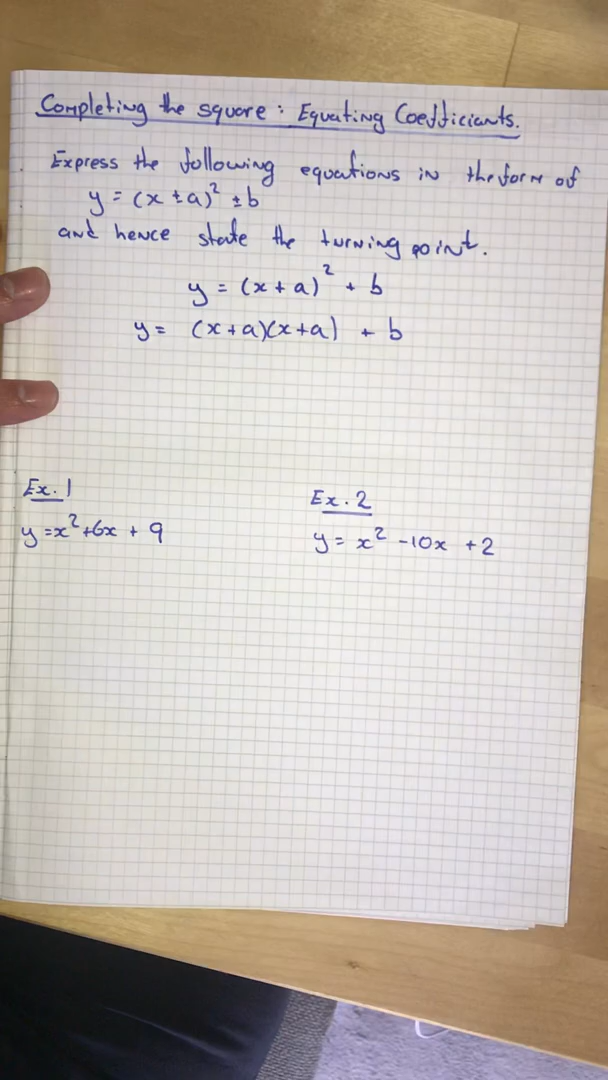 Completing the square : Equating Coefficients.
Express the following equations in the form of
y = (x ± a)² ± b
and hence state the turning point.
y = (x + a)² + b
y = (x + a)(x + a) + b
Ex. 1
y = x² + 6x + 9
Ex. 2
y = x² - 10x + 2